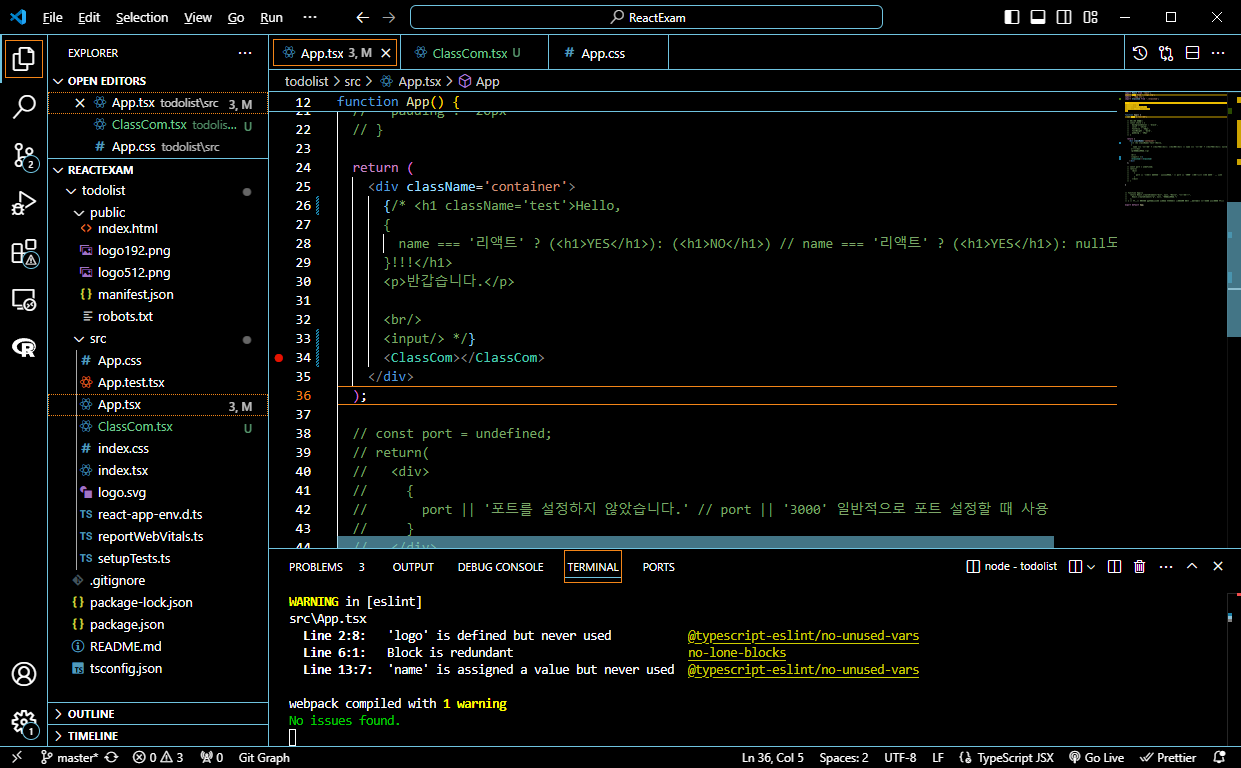 File Edit Selection View Go Run ··· ReactExam
EXPLORER ···
OPEN EDITORS
App.tsx todolist\src 3, M
ClassCom.tsx todolis... U
App.css todolist\src
REACTEXAM
todolist
public
index.html
logo192.png
logo512.png
manifest.json
robots.txt
src
App.css
App.test.tsx
App.tsx 3, M
ClassCom.tsx U
index.css
index.tsx
logo.svg
TS react-app-env.d.ts
TS reportWebVitals.ts
TS setupTests.ts
.gitignore
package-lock.json
package.json
README.md
tsconfig.json
OUTLINE
TIMELINE
App.tsx 3, M ClassCom.tsx U App.css
todolist > src > App.tsx > App
12 function App() {
21 // padding : 20px
22 // }
23
24 return (
25 <div className='container'>
26 {/* <h1 className='test'>Hello,
27 {
28 name === '리액트' ? (<h1>YES</h1>): (<h1>NO</h1>) // name === '리액트' ? (<h1>YES</h1>): null도
29 }!!!</h1>
30 <p>반갑습니다.</p>
31
32 <br/>
33 <input/> */}
34 <ClassCom></ClassCom>
35 </div>
36 );
37
38 // const port = undefined;
39 // return(
40 // <div>
41 // {
42 // port || '포트를 설정하지 않았습니다.' // port || '3000' 일반적으로 포트 설정할 때 사용
43 // }
44 // </div>
PROBLEMS 3 OUTPUT DEBUG CONSOLE TERMINAL PORTS node - todolist
WARNING in [eslint]
src\App.tsx
Line 2:8: 'logo' is defined but never used @typescript-eslint/no-unused-vars
Line 6:1: Block is redundant no-lone-blocks
Line 13:7: 'name' is assigned a value but never used @typescript-eslint/no-unused-vars
webpack compiled with 1 warning
No issues found.
master* 0 3 0 Git Graph Ln 36, Col 5 Spaces: 2 UTF-8 LF TypeScript JSX Go Live Prettier